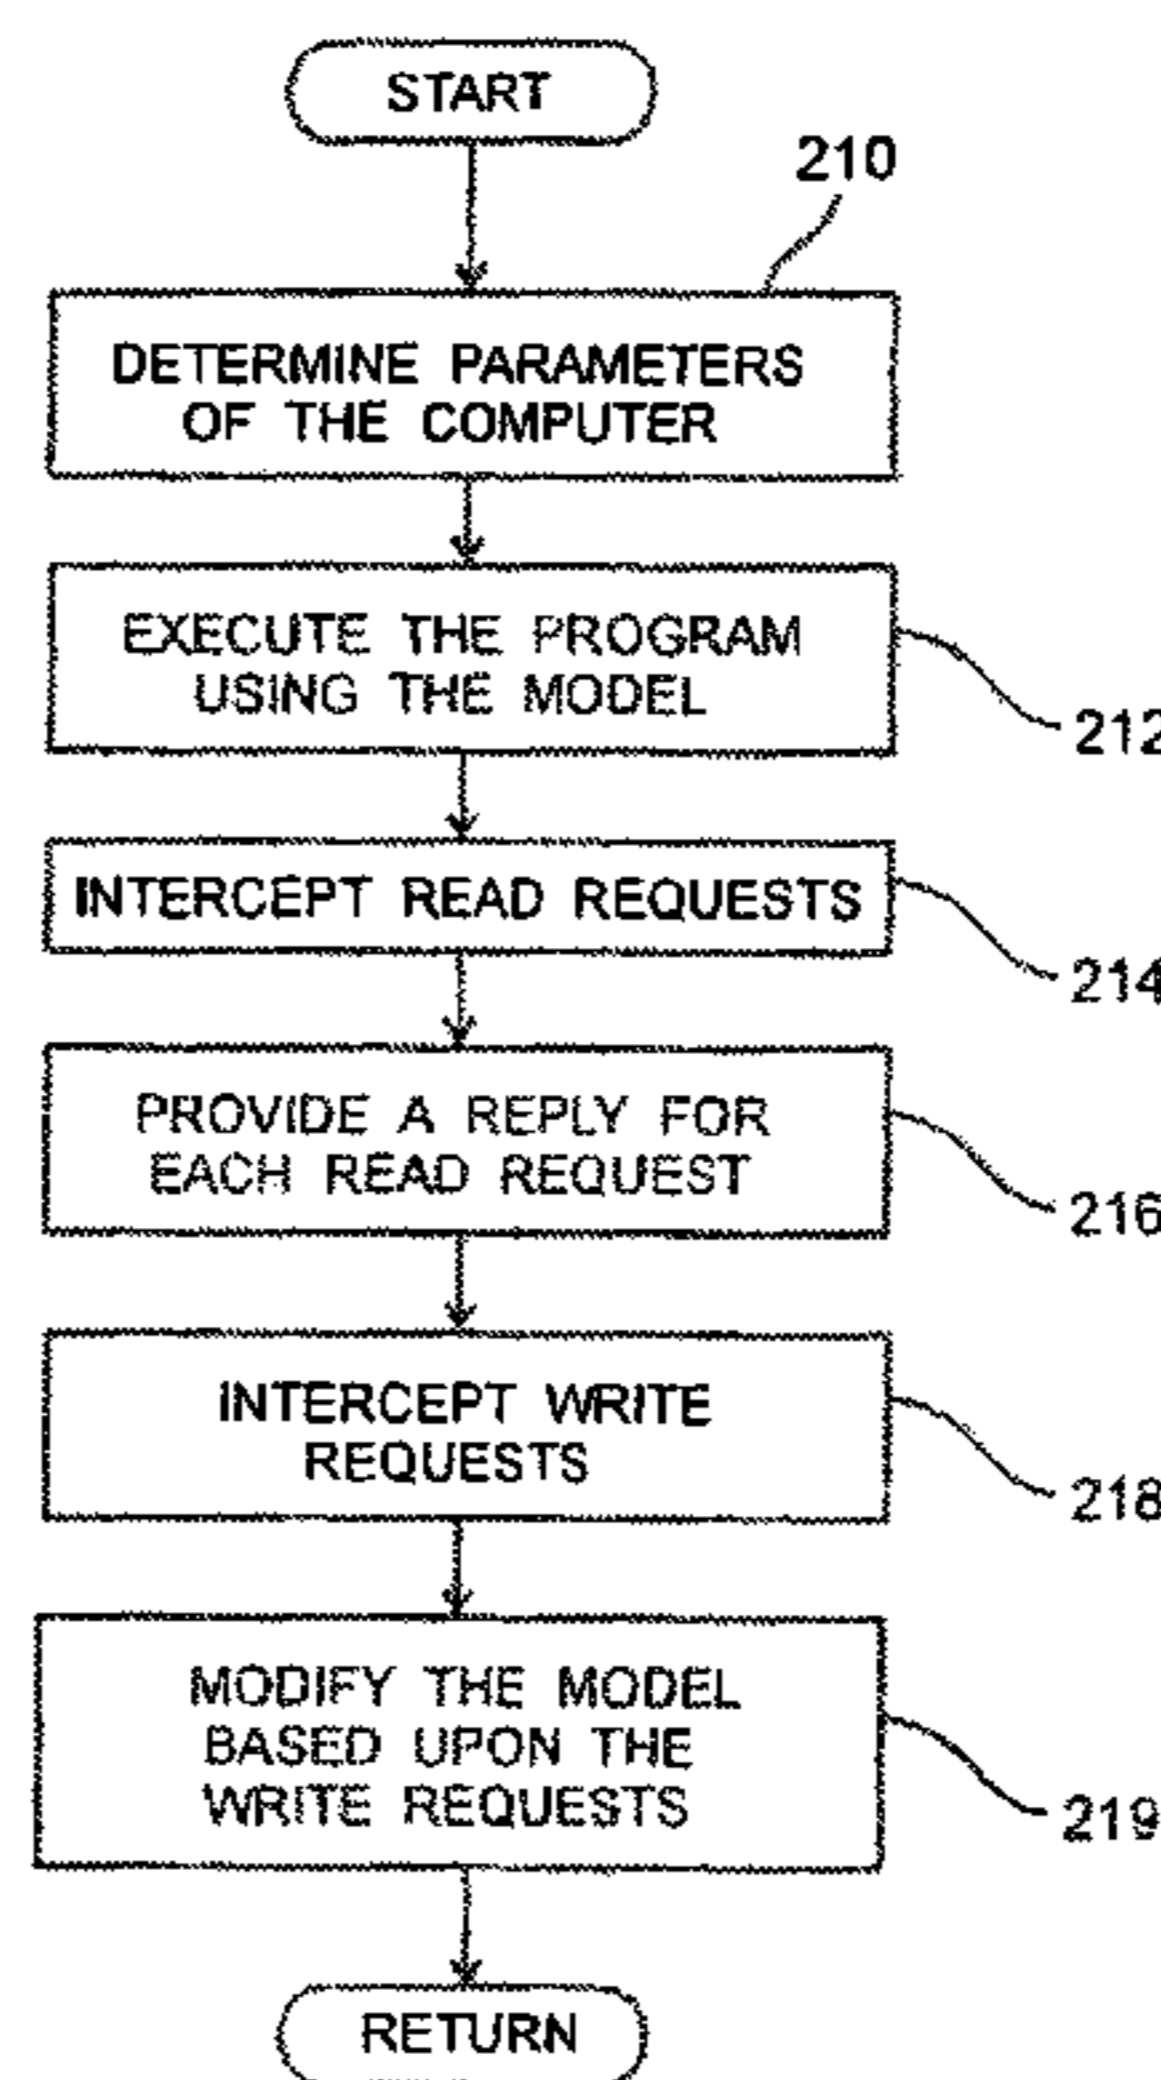 START
210
DETERMINE PARAMETERS
OF THE COMPUTER
EXECUTE THE PROGRAM
USING THE MODEL
212
INTERCEPT READ REQUESTS
214
PROVIDE A REPLY FOR
EACH READ REQUEST
216
INTERCEPT WRITE
REQUESTS
218
MODIFY THE MODEL
BASED UPON THE
WRITE REQUESTS
219
RETURN